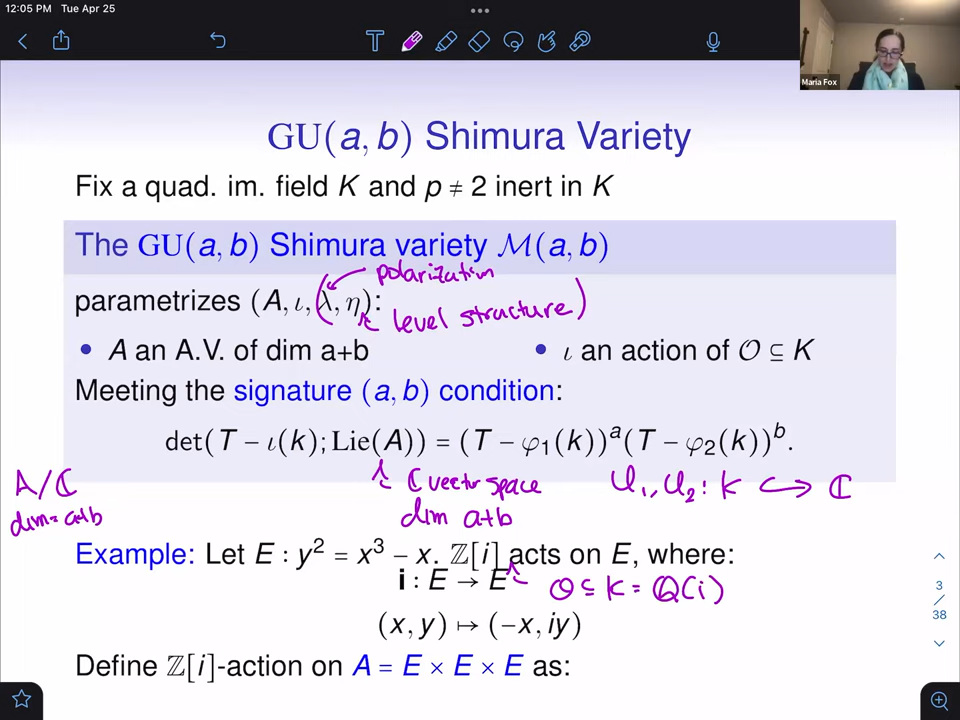 12:05 PM Tue Apr 25
Maria Fox
GU(a, b) Shimura Variety
Fix a quad. im. field K and p ≠ 2 inert in K
The GU(a, b) Shimura variety M(a, b)
polarization
parametrizes (A, ι, λ, η):
level structure
• A an A.V. of dim a+b
• ι an action of O ⊆ K
Meeting the signature (a, b) condition:
det(T − ι(k); Lie(A)) = (T − φ₁(k))ᵃ(T − φ₂(k))ᵇ.
A/ℂ
dim = a+b
ℂ vector space
dim a+b
φ₁, φ₂ : K ↪ ℂ
Example: Let E : y² = x³ − x. ℤ[i] acts on E, where:
i : E → E
O ⊆ K = ℚ(i)
(x, y) ↦ (−x, iy)
Define ℤ[i]-action on A = E × E × E as:
3
/
38